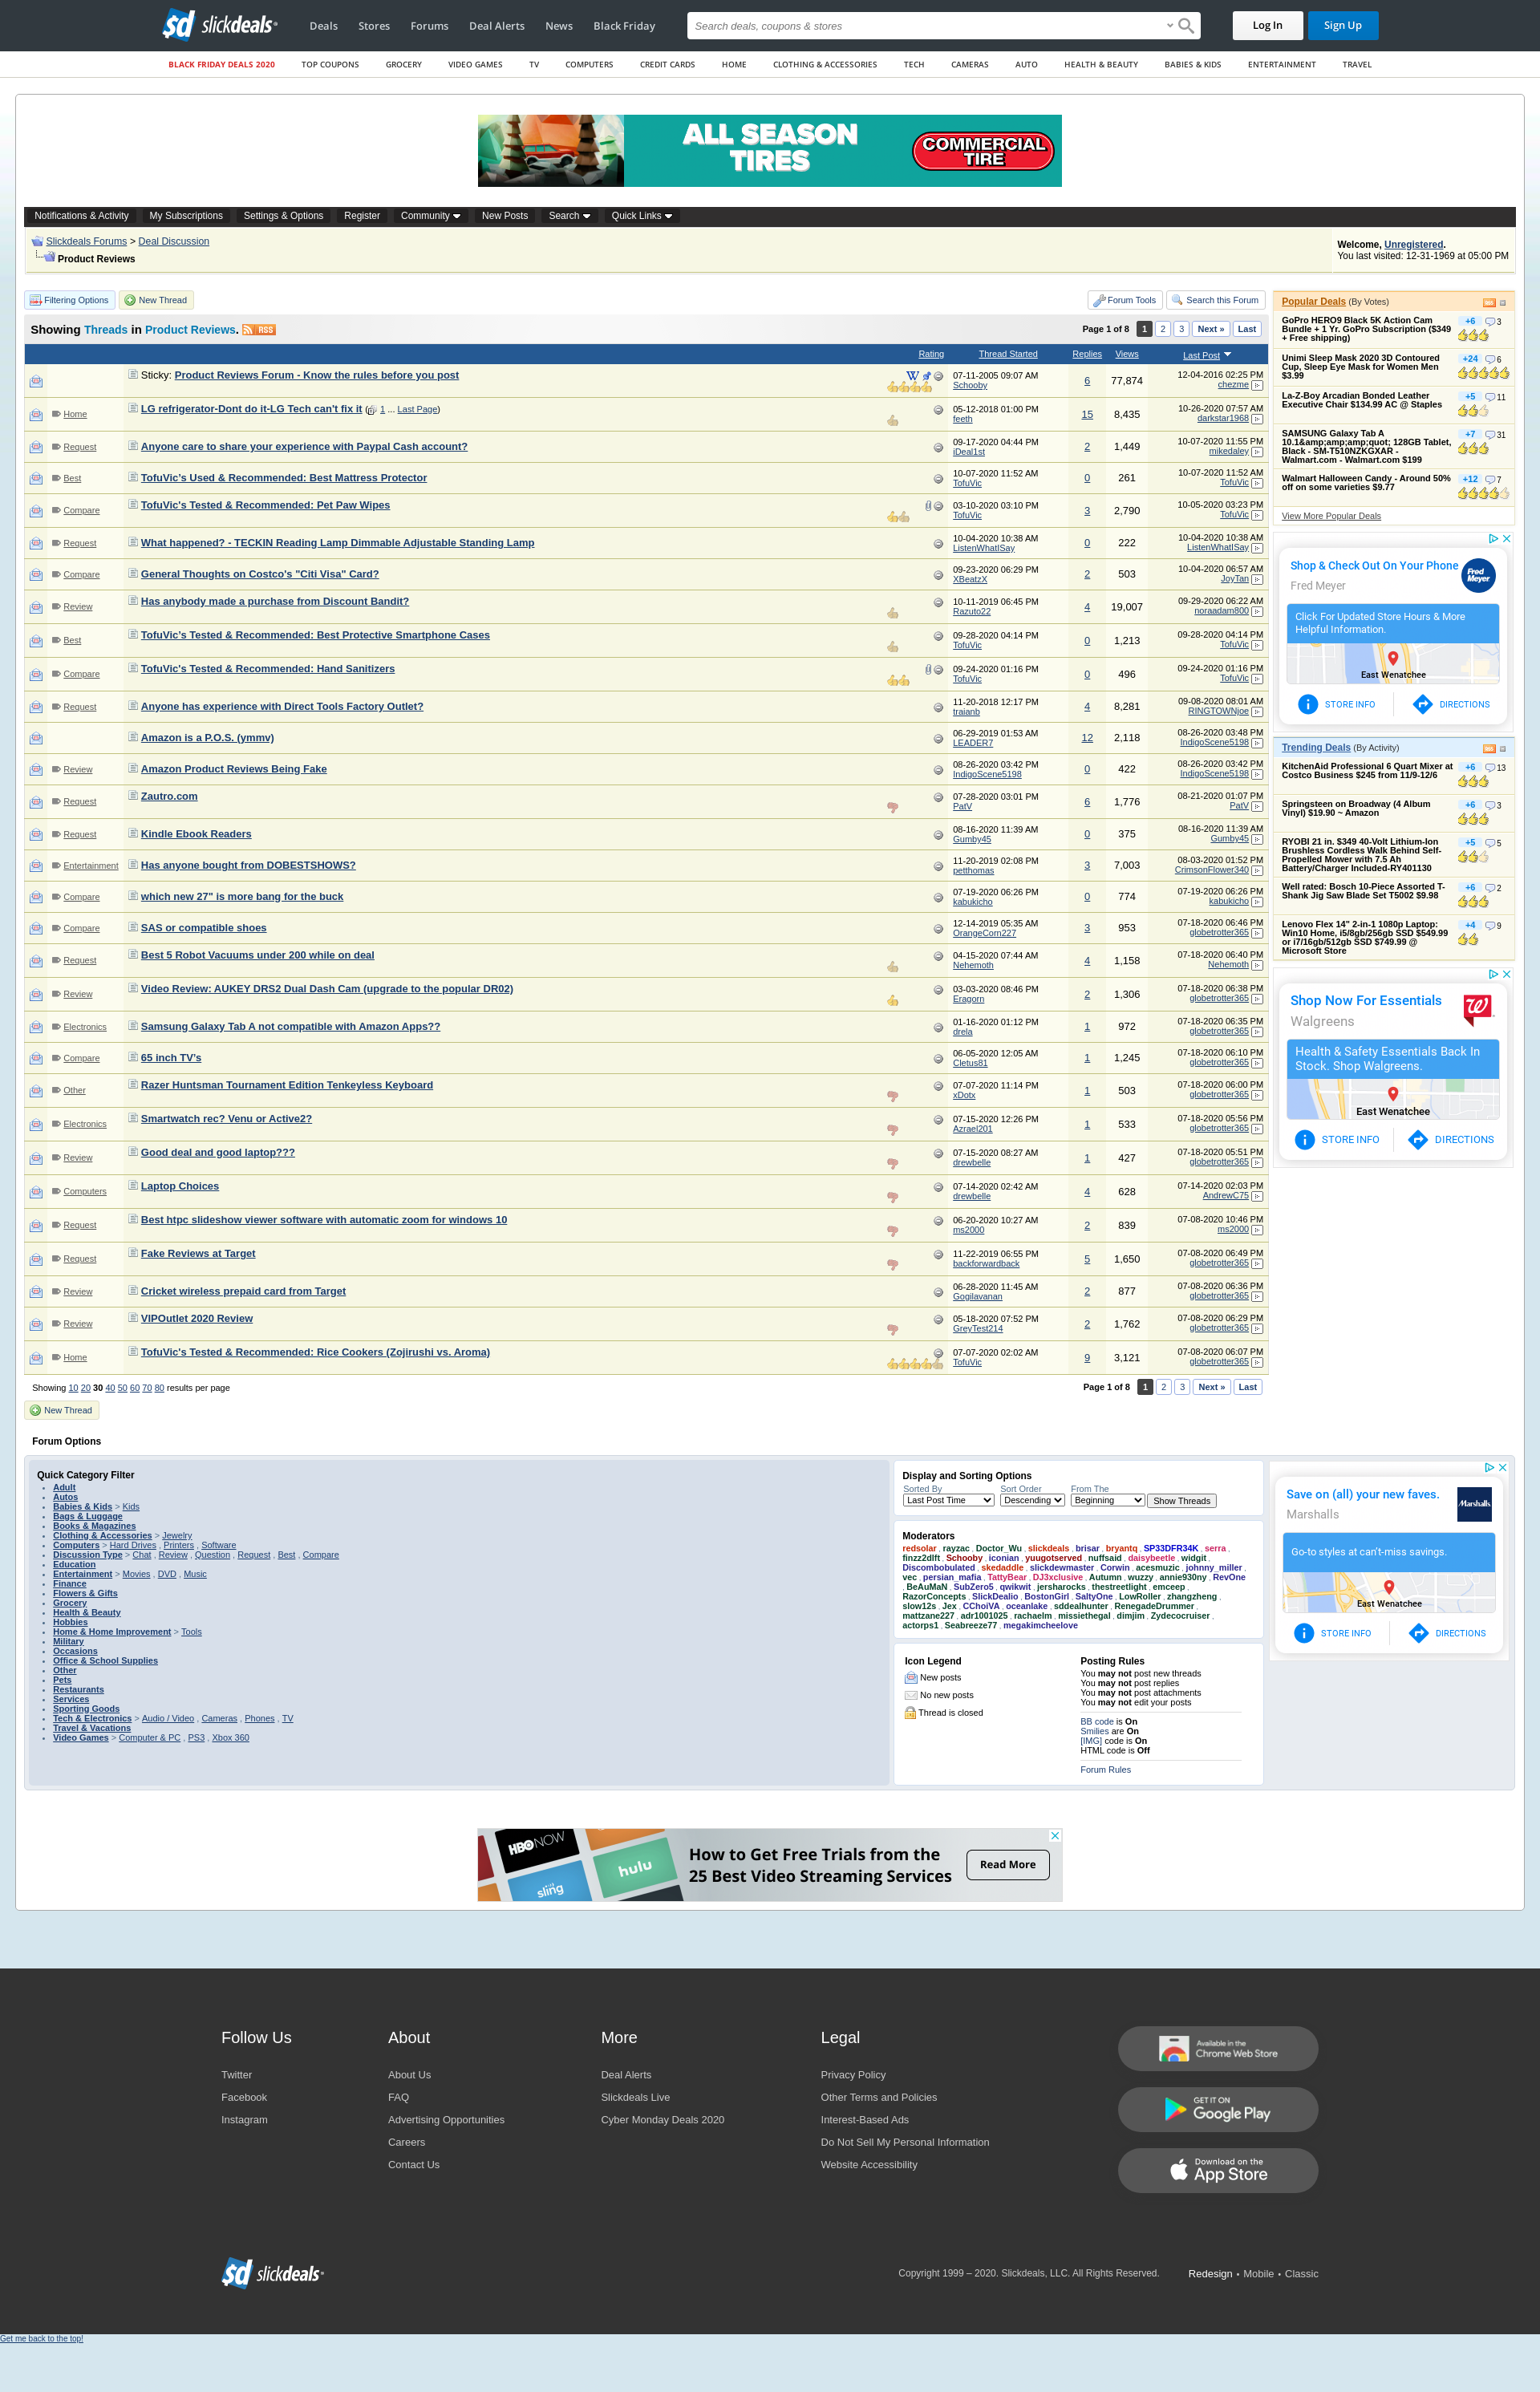 sd slickdeals
Deals Stores Forums Deal Alerts News Black Friday
Search deals, coupons & stores
Log In
Sign Up
BLACK FRIDAY DEALS 2020 TOP COUPONS GROCERY VIDEO GAMES TV COMPUTERS CREDIT CARDS HOME CLOTHING & ACCESSORIES TECH CAMERAS AUTO HEALTH & BEAUTY BABIES & KIDS ENTERTAINMENT TRAVEL
ALL SEASON
TIRES
COMMERCIAL
TIRE
Notifications & Activity My Subscriptions Settings & Options Register Community New Posts Search Quick Links
Slickdeals Forums > Deal Discussion
Product Reviews
Welcome, Unregistered.
You last visited: 12-31-1969 at 05:00 PM
Filtering Options New Thread Forum Tools Search this Forum
Showing Threads in Product Reviews. RSS
Page 1 of 8 1 2 3 Next » Last
Rating Thread Started Replies Views Last Post
Sticky: Product Reviews Forum - Know the rules before you post 07-11-2005 09:07 AM Schooby 6 77,874 12-04-2016 02:25 PM chezme
Home LG refrigerator-Dont do it-LG Tech can't fix it ( 1 ... Last Page) 05-12-2018 01:00 PM feeth 15 8,435 10-26-2020 07:57 AM darkstar1968
Request Anyone care to share your experience with Paypal Cash account? 09-17-2020 04:44 PM iDeal1st 2 1,449 10-07-2020 11:55 PM mikedaley
Best TofuVic's Used & Recommended: Best Mattress Protector 10-07-2020 11:52 AM TofuVic 0 261 10-07-2020 11:52 AM TofuVic
Compare TofuVic's Tested & Recommended: Pet Paw Wipes 03-10-2020 03:10 PM TofuVic 3 2,790 10-05-2020 03:23 PM TofuVic
Request What happened? - TECKIN Reading Lamp Dimmable Adjustable Standing Lamp 10-04-2020 10:38 AM ListenWhatISay 0 222 10-04-2020 10:38 AM ListenWhatISay
Compare General Thoughts on Costco's "Citi Visa" Card? 09-23-2020 06:29 PM XBeatzX 2 503 10-04-2020 06:57 AM JoyTan
Review Has anybody made a purchase from Discount Bandit? 10-11-2019 06:45 PM Razuto22 4 19,007 09-29-2020 06:22 AM noraadam800
Best TofuVic's Tested & Recommended: Best Protective Smartphone Cases 09-28-2020 04:14 PM TofuVic 0 1,213 09-28-2020 04:14 PM TofuVic
Compare TofuVic's Tested & Recommended: Hand Sanitizers 09-24-2020 01:16 PM TofuVic 0 496 09-24-2020 01:16 PM TofuVic
Request Anyone has experience with Direct Tools Factory Outlet? 11-20-2018 12:17 PM traianb 4 8,281 09-08-2020 08:01 AM RINGTOWNjoe
Amazon is a P.O.S. (ymmv) 06-29-2019 01:53 AM LEADER7 12 2,118 08-26-2020 03:48 PM IndigoScene5198
Review Amazon Product Reviews Being Fake 08-26-2020 03:42 PM IndigoScene5198 0 422 08-26-2020 03:42 PM IndigoScene5198
Request Zautro.com 07-28-2020 03:01 PM PatV 6 1,776 08-21-2020 01:07 PM PatV
Request Kindle Ebook Readers 08-16-2020 11:39 AM Gumby45 0 375 08-16-2020 11:39 AM Gumby45
Entertainment Has anyone bought from DOBESTSHOWS? 11-20-2019 02:08 PM petthomas 3 7,003 08-03-2020 01:52 PM CrimsonFlower340
Compare which new 27" is more bang for the buck 07-19-2020 06:26 PM kabukicho 0 774 07-19-2020 06:26 PM kabukicho
Compare SAS or compatible shoes 12-14-2019 05:35 AM OrangeCorn227 3 953 07-18-2020 06:46 PM globetrotter365
Request Best 5 Robot Vacuums under 200 while on deal 04-15-2020 07:44 AM Nehemoth 4 1,158 07-18-2020 06:40 PM Nehemoth
Review Video Review: AUKEY DRS2 Dual Dash Cam (upgrade to the popular DR02) 03-03-2020 08:46 PM Eragorn 2 1,306 07-18-2020 06:38 PM globetrotter365
Electronics Samsung Galaxy Tab A not compatible with Amazon Apps?? 01-16-2020 01:12 PM drela 1 972 07-18-2020 06:35 PM globetrotter365
Compare 65 inch TV's 06-05-2020 12:05 AM Cletus81 1 1,245 07-18-2020 06:10 PM globetrotter365
Other Razer Huntsman Tournament Edition Tenkeyless Keyboard 07-07-2020 11:14 PM xDotx 1 503 07-18-2020 06:00 PM globetrotter365
Electronics Smartwatch rec? Venu or Active2? 07-15-2020 12:26 PM Azrael201 1 533 07-18-2020 05:56 PM globetrotter365
Review Good deal and good laptop??? 07-15-2020 08:27 AM drewbelle 1 427 07-18-2020 05:51 PM globetrotter365
Computers Laptop Choices 07-14-2020 02:42 AM drewbelle 4 628 07-14-2020 02:03 PM AndrewC75
Request Best htpc slideshow viewer software with automatic zoom for windows 10 06-20-2020 10:27 AM ms2000 2 839 07-08-2020 10:46 PM ms2000
Request Fake Reviews at Target 11-22-2019 06:55 PM backforwardback 5 1,650 07-08-2020 06:49 PM globetrotter365
Review Cricket wireless prepaid card from Target 06-28-2020 11:45 AM Gogilavanan 2 877 07-08-2020 06:36 PM globetrotter365
Review VIPOutlet 2020 Review 05-18-2020 07:52 PM GreyTest214 2 1,762 07-08-2020 06:29 PM globetrotter365
Home TofuVic's Tested & Recommended: Rice Cookers (Zojirushi vs. Aroma) 07-07-2020 02:02 AM TofuVic 9 3,121 07-08-2020 06:07 PM globetrotter365
Showing 10 20 30 40 50 60 70 80 results per page
Page 1 of 8 1 2 3 Next » Last
New Thread
Popular Deals (By Votes)
GoPro HERO9 Black 5K Action Cam Bundle + 1 Yr. GoPro Subscription ($349 + Free shipping) +6 3
Unimi Sleep Mask 2020 3D Contoured Cup, Sleep Eye Mask for Women Men $3.99 +24 6
La-Z-Boy Arcadian Bonded Leather Executive Chair $134.99 AC @ Staples +5 11
SAMSUNG Galaxy Tab A 10.1&amp;amp;amp;quot; 128GB Tablet, Black - SM-T510NZKGXAR - Walmart.com - Walmart.com $199 +7 31
Walmart Halloween Candy - Around 50% off on some varieties $9.77 +12 7
View More Popular Deals
Shop & Check Out On Your Phone
Fred Meyer
Fred Meyer
Click For Updated Store Hours & More
Helpful Information.
East Wenatchee
STORE INFO DIRECTIONS
Trending Deals (By Activity)
KitchenAid Professional 6 Quart Mixer at Costco Business $245 from 11/9-12/6 +6 13
Springsteen on Broadway (4 Album Vinyl) $19.90 ~ Amazon +6 3
RYOBI 21 in. $349 40-Volt Lithium-Ion Brushless Cordless Walk Behind Self-Propelled Mower with 7.5 Ah Battery/Charger Included-RY401130 +5 5
Well rated: Bosch 10-Piece Assorted T-Shank Jig Saw Blade Set T5002 $9.98 +6 2
Lenovo Flex 14" 2-in-1 1080p Laptop: Win10 Home, i5/8gb/256gb SSD $549.99 or i7/16gb/512gb SSD $749.99 @ Microsoft Store +4 9
Shop Now For Essentials
Walgreens
Health & Safety Essentials Back In
Stock. Shop Walgreens.
East Wenatchee
STORE INFO DIRECTIONS
Forum Options
Quick Category Filter
Adult
Autos
Babies & Kids > Kids
Bags & Luggage
Books & Magazines
Clothing & Accessories > Jewelry
Computers > Hard Drives , Printers , Software
Discussion Type > Chat , Review , Question , Request , Best , Compare
Education
Entertainment > Movies , DVD , Music
Finance
Flowers & Gifts
Grocery
Health & Beauty
Hobbies
Home & Home Improvement > Tools
Military
Occasions
Office & School Supplies
Other
Pets
Restaurants
Services
Sporting Goods
Tech & Electronics > Audio / Video , Cameras , Phones , TV
Travel & Vacations
Video Games > Computer & PC , PS3 , Xbox 360
Display and Sorting Options
Sorted By Sort Order From The
Last Post Time Descending Beginning Show Threads
Moderators
redsolar , rayzac , Doctor_Wu , slickdeals , brisar , bryantq , SP33DFR34K , serra ,
finzz2dlft , Schooby , iconian , yuugotserved , nuffsaid , daisybeetle , widgit ,
Discombobulated , skedaddle , slickdewmaster , Corwin , acesmuzic , johnny_miller ,
vec , persian_mafia , TattyBear , DJ3xclusive , Autumn , wuzzy , annie930ny , RevOne
, BeAuMaN , SubZero5 , qwikwit , jersharocks , thestreetlight , emceep ,
RazorConcepts , SlickDealio , BostonGirl , SaltyOne , LowRoller , zhangzheng ,
slow12s , Jex , CChoiVA , oceanlake , sddealhunter , RenegadeDrummer ,
mattzane227 , adr1001025 , rachaelm , missiethegal , dimjim , Zydecocruiser ,
actorps1 , Seabreeze77 , megakimcheelove
Icon Legend
New posts
No new posts
Thread is closed
Posting Rules
You may not post new threads
You may not post replies
You may not post attachments
You may not edit your posts
BB code is On
Smilies are On
[IMG] code is On
HTML code is Off
Forum Rules
Save on (all) your new faves.
Marshalls
Marshalls
Go-to styles at can't-miss savings.
East Wenatchee
STORE INFO DIRECTIONS
HBO NOW
hulu
sling
How to Get Free Trials from the
25 Best Video Streaming Services
Read More
Follow Us
Twitter
Facebook
Instagram
About
About Us
FAQ
Advertising Opportunities
Careers
Contact Us
More
Deal Alerts
Slickdeals Live
Cyber Monday Deals 2020
Legal
Privacy Policy
Other Terms and Policies
Interest-Based Ads
Do Not Sell My Personal Information
Website Accessibility
Available in the
Chrome Web Store
GET IT ON
Google Play
Download on the
App Store
sd slickdeals
Copyright 1999 – 2020. Slickdeals, LLC. All Rights Reserved.
Redesign • Mobile • Classic
Get me back to the top!